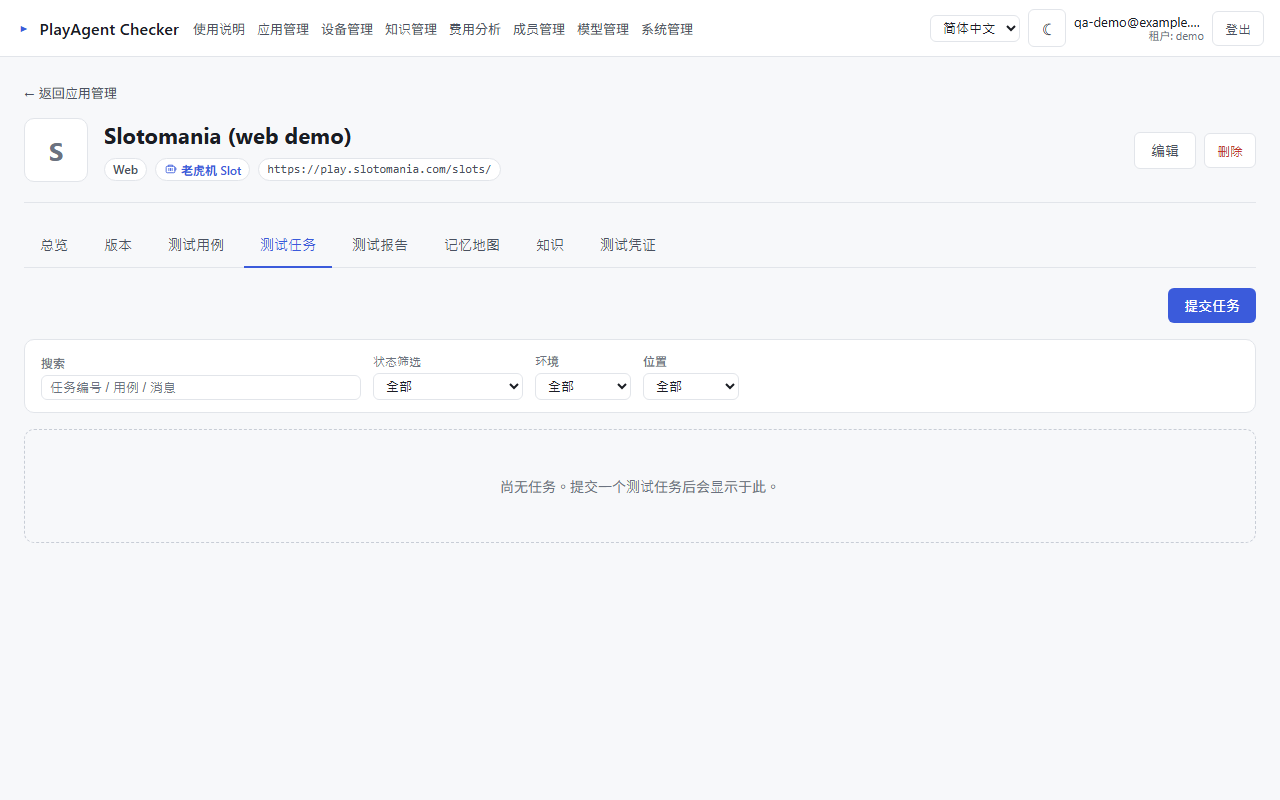 PlayAgent Checker 使用说明 应用管理 设备管理 知识管理 费用分析 成员管理 模型管理 系统管理 简体中文 qa-demo@example.... 登出
租户: demo
← 返回应用管理
S
Slotomania (web demo)
编辑 删除
Web 老虎机 Slot https://play.slotomania.com/slots/
总览 版本 测试用例 测试任务 测试报告 记忆地图 知识 测试凭证
提交任务
搜索 状态筛选 环境 位置
任务编号 / 用例 / 消息 全部 全部 全部
尚无任务。提交一个测试任务后会显示于此。